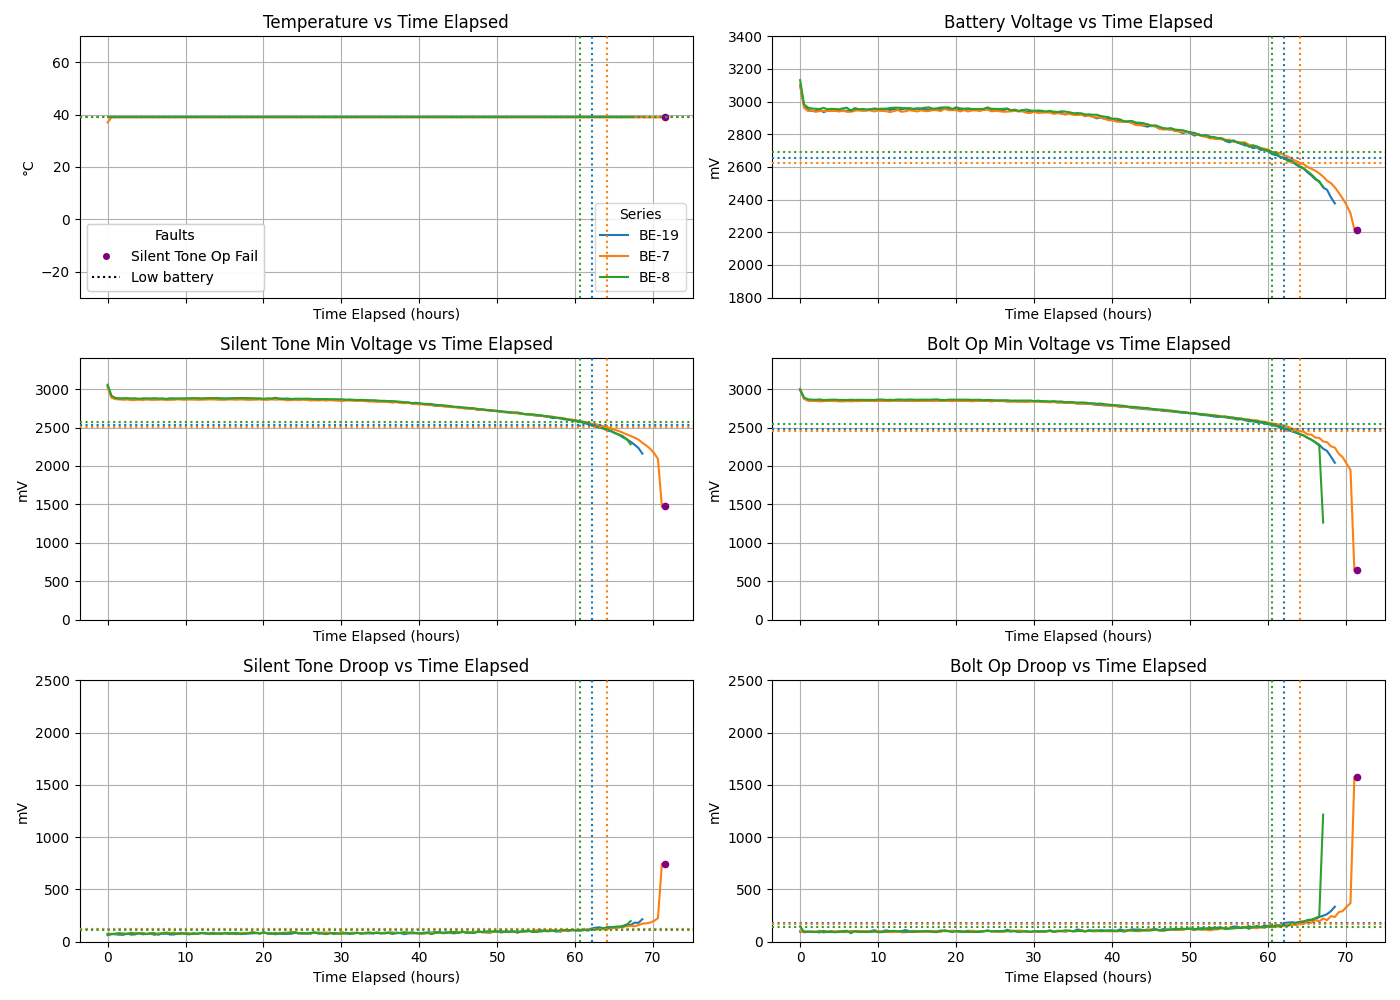 Temperature vs Time Elapsed
°C
60
40
20
0
−20
Faults
Silent Tone Op Fail
Low battery
Series
BE-19
BE-7
BE-8
Time Elapsed (hours)
Battery Voltage vs Time Elapsed
mV
3400
3200
3000
2800
2600
2400
2200
2000
1800
Time Elapsed (hours)
Silent Tone Min Voltage vs Time Elapsed
mV
3000
2500
2000
1500
1000
500
0
Time Elapsed (hours)
Bolt Op Min Voltage vs Time Elapsed
mV
3000
2500
2000
1500
1000
500
0
Time Elapsed (hours)
Silent Tone Droop vs Time Elapsed
mV
2500
2000
1500
1000
500
0
0 10 20 30 40 50 60 70
Time Elapsed (hours)
Bolt Op Droop vs Time Elapsed
mV
2500
2000
1500
1000
500
0
0 10 20 30 40 50 60 70
Time Elapsed (hours)